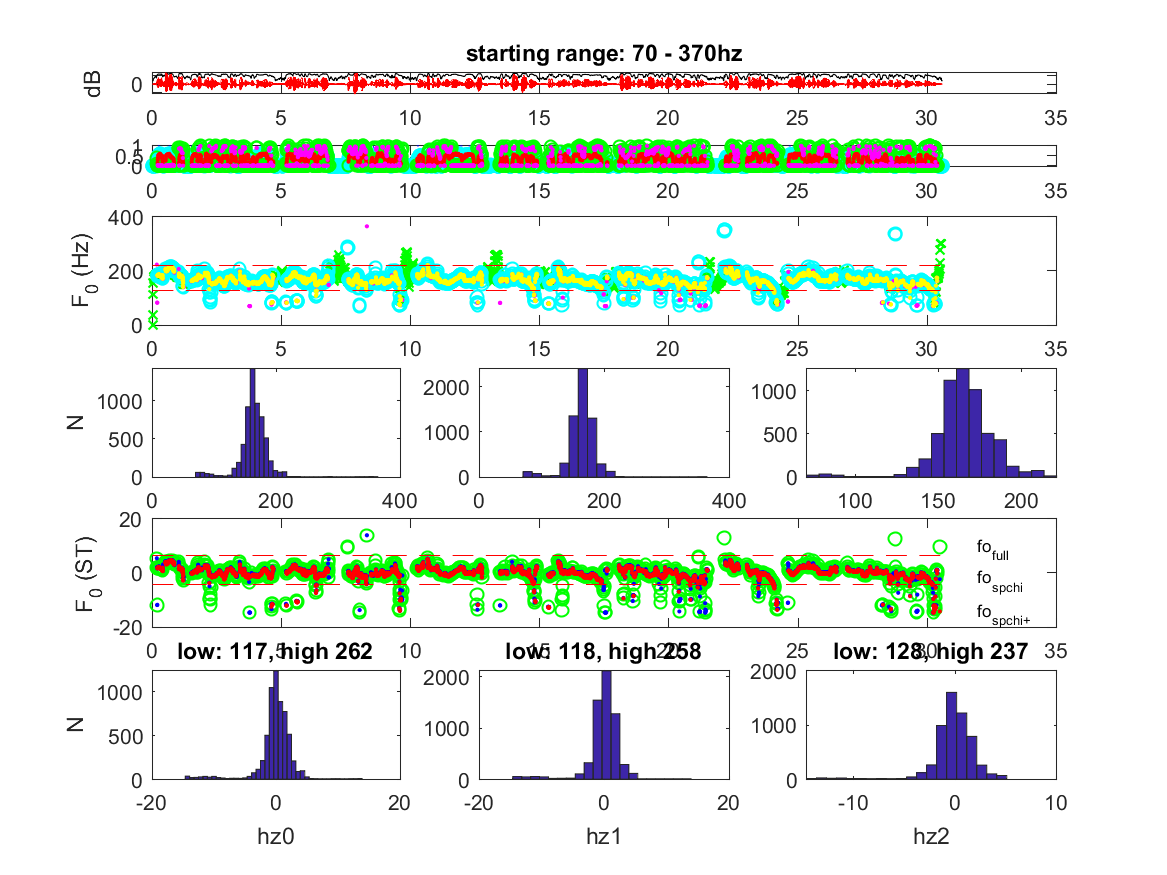 starting range: 70 - 370hz
dB
0
0 5 10 15 20 25 30 35
1
0.5
0
0 5 10 15 20 25 30 35
F0 (Hz)
400
200
0
0 5 10 15 20 25 30 35
N
1000
500
0
0 200 400
2000
1000
0
0 200 400
1000
500
0
100 150 200
F0 (ST)
20
0
-20
fofull
fospchi
fospchi+
0 5 10 15 20 25 30 35
low: 117, high 262
low: 118, high 258
low: 128, high 237
N
1000
500
0
-20 0 20
hz0
2000
1000
0
-20 0 20
hz1
2000
1000
0
-10 0 10
hz2